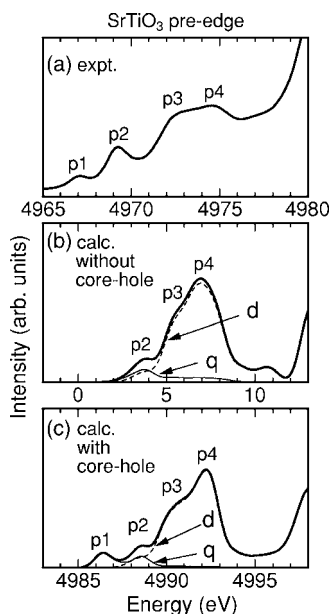 SrTiO₃ pre-edge
(a) expt.
p1
p2
p3
p4
4965
4970
4975
4980
Intensity (arb. units)
(b) calc.
without
core-hole
p2
p3
p4
d
q
0
5
10
(c) calc.
with
core-hole
p1
p2
p3
p4
d
q
4985
4990
4995
Energy (eV)